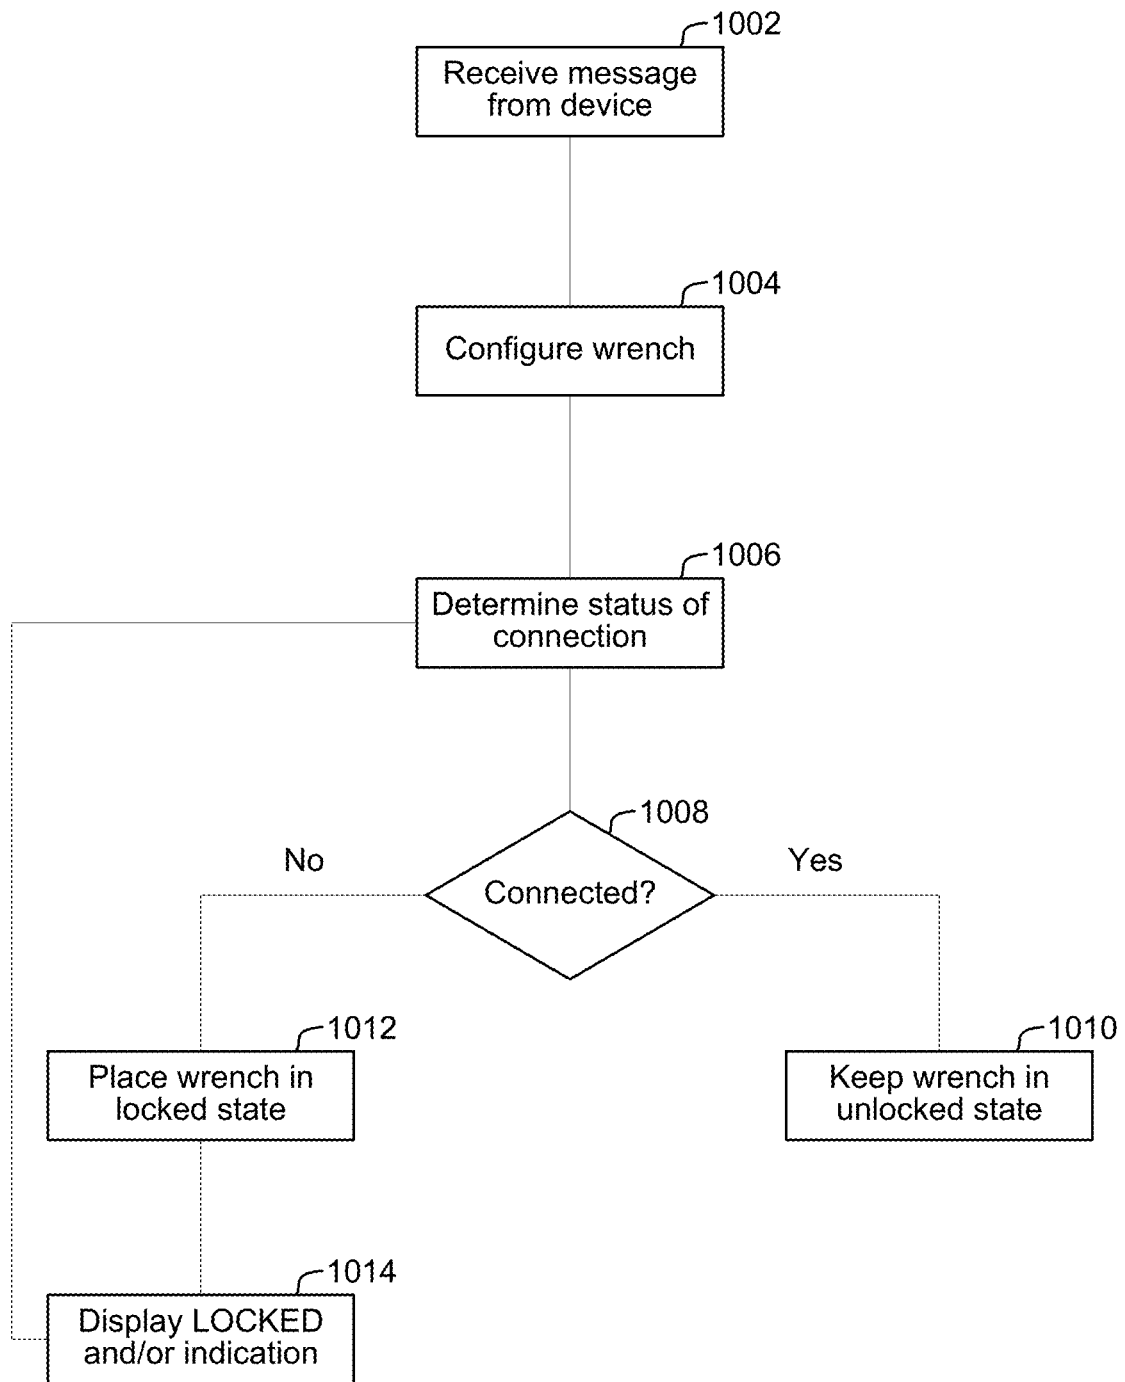 1002
Receive message
from device
1004
Configure wrench
1006
Determine status of
connection
1008
No
Yes
Connected?
1012
1010
Place wrench in
locked state
Keep wrench in
unlocked state
1014
Display LOCKED
and/or indication